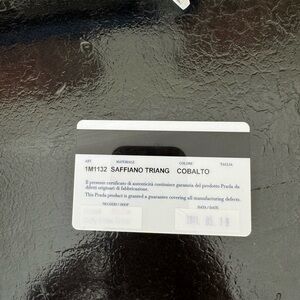 ART. MATERIALE COLORE TAGLIA
1M1132 SAFFIANO TRIANG COBALTO
Il presente certificato di autenticità costituisce garanzia del prodotto Prada da
difetti originari di fabbricazione.
This Prada product is granted a guarantee covering all manufacturing defects.
NEGOZIO / SHOP DATA / DATE